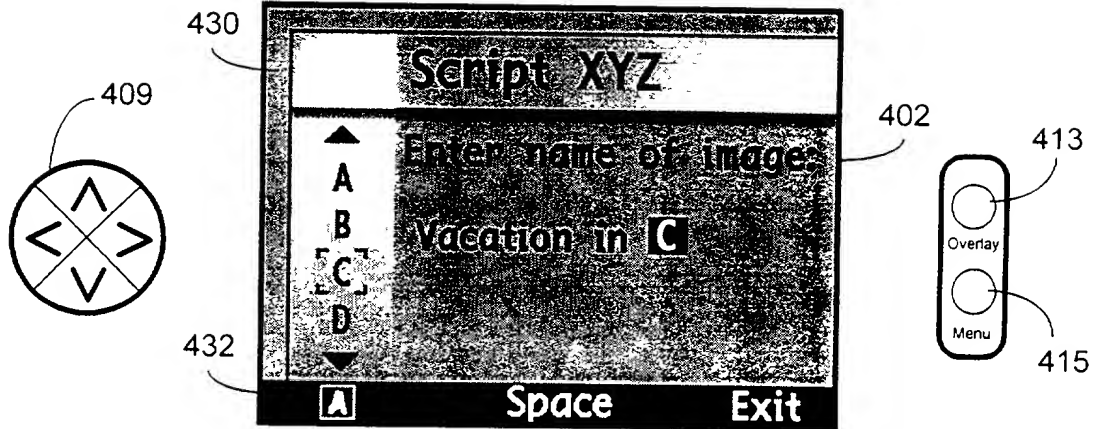 430
Script XYZ
409
402
413
Enter name of image:
A
B
Vacation in C
Overlay
C
D
Menu
432
415
A Space Exit